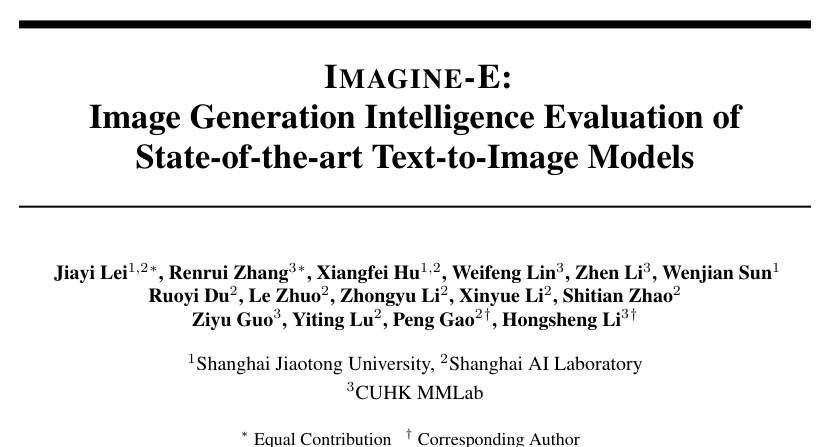 IMAGINE-E:
Image Generation Intelligence Evaluation of
State-of-the-art Text-to-Image Models
Jiayi Lei¹,²*, Renrui Zhang³*, Xiangfei Hu¹,², Weifeng Lin³, Zhen Li³, Wenjian Sun¹
Ruoyi Du², Le Zhuo², Zhongyu Li², Xinyue Li², Shitian Zhao²
Ziyu Guo³, Yiting Lu², Peng Gao²†, Hongsheng Li³†
¹Shanghai Jiaotong University, ²Shanghai AI Laboratory
³CUHK MMLab
* Equal Contribution † Corresponding Author